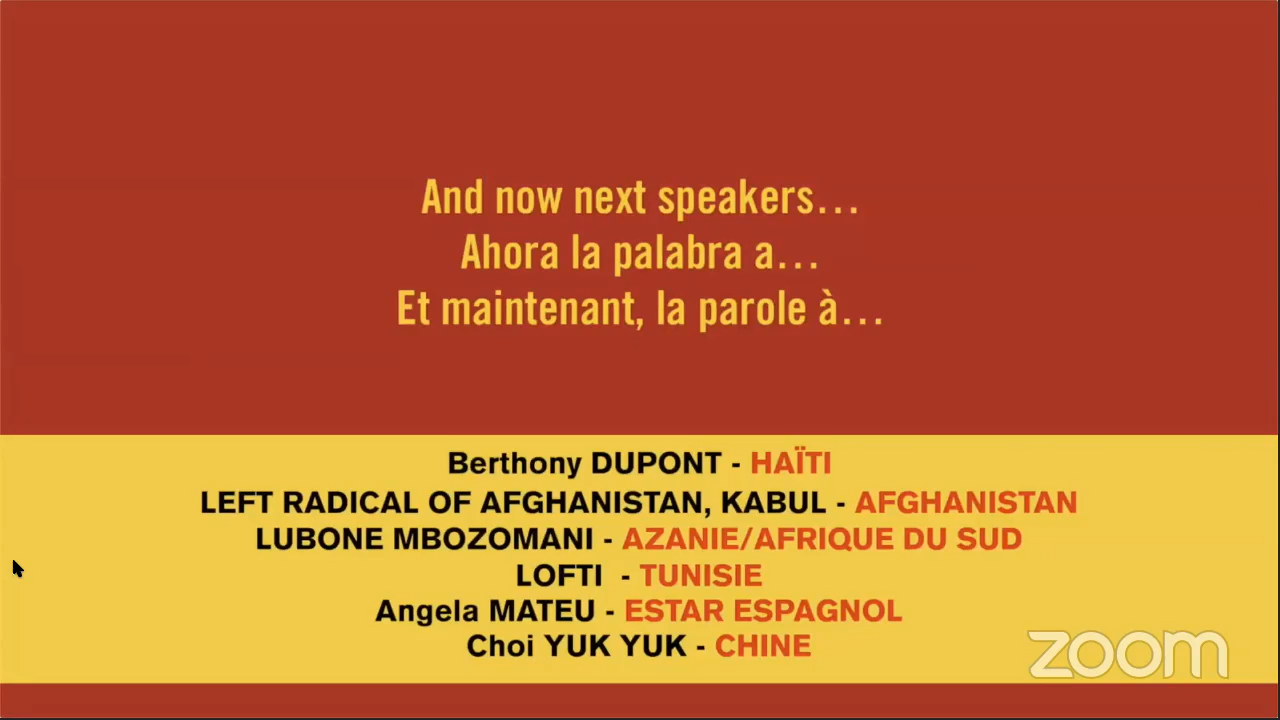 And now next speakers...
Ahora la palabra a...
Et maintenant, la parole à...
Berthony DUPONT - HAÏTI
LEFT RADICAL OF AFGHANISTAN, KABUL - AFGHANISTAN
LUBONE MBOZOMANI - AZANIE/AFRIQUE DU SUD
LOFTI - TUNISIE
Angela MATEU - ESTAR ESPAGNOL
Choi YUK YUK - CHINE
zoom